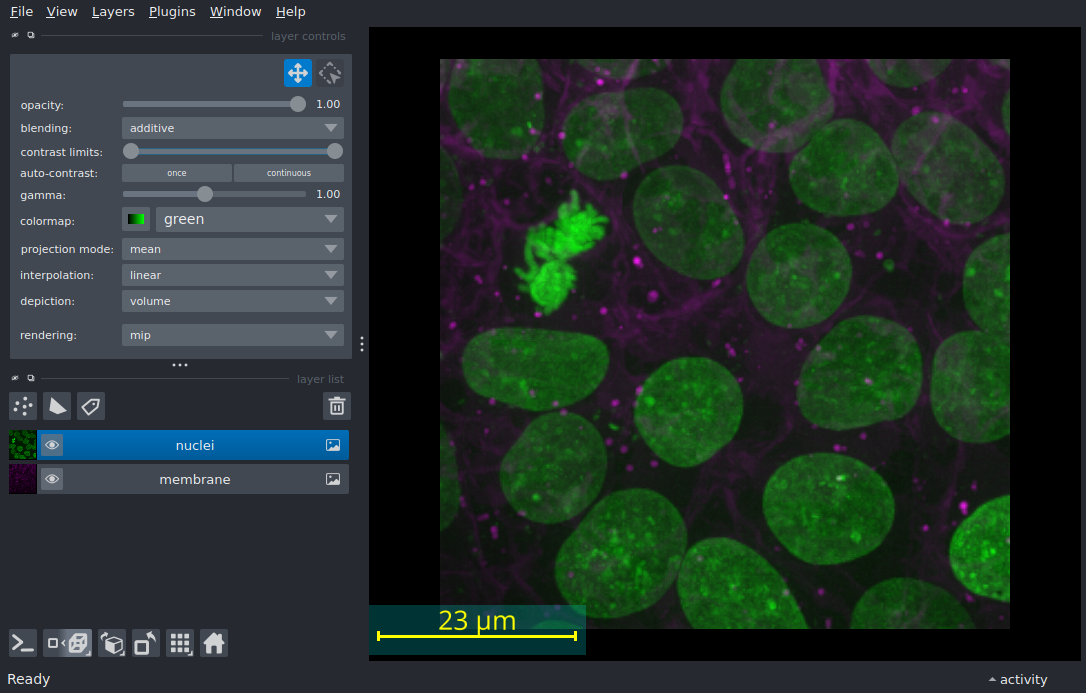 File View Layers Plugins Window Help
layer controls
opacity: 1.00
blending: additive
contrast limits:
auto-contrast: once continuous
gamma: 1.00
colormap: green
projection mode: mean
interpolation: linear
depiction: volume
rendering: mip
layer list
nuclei
membrane
23 µm
Ready activity